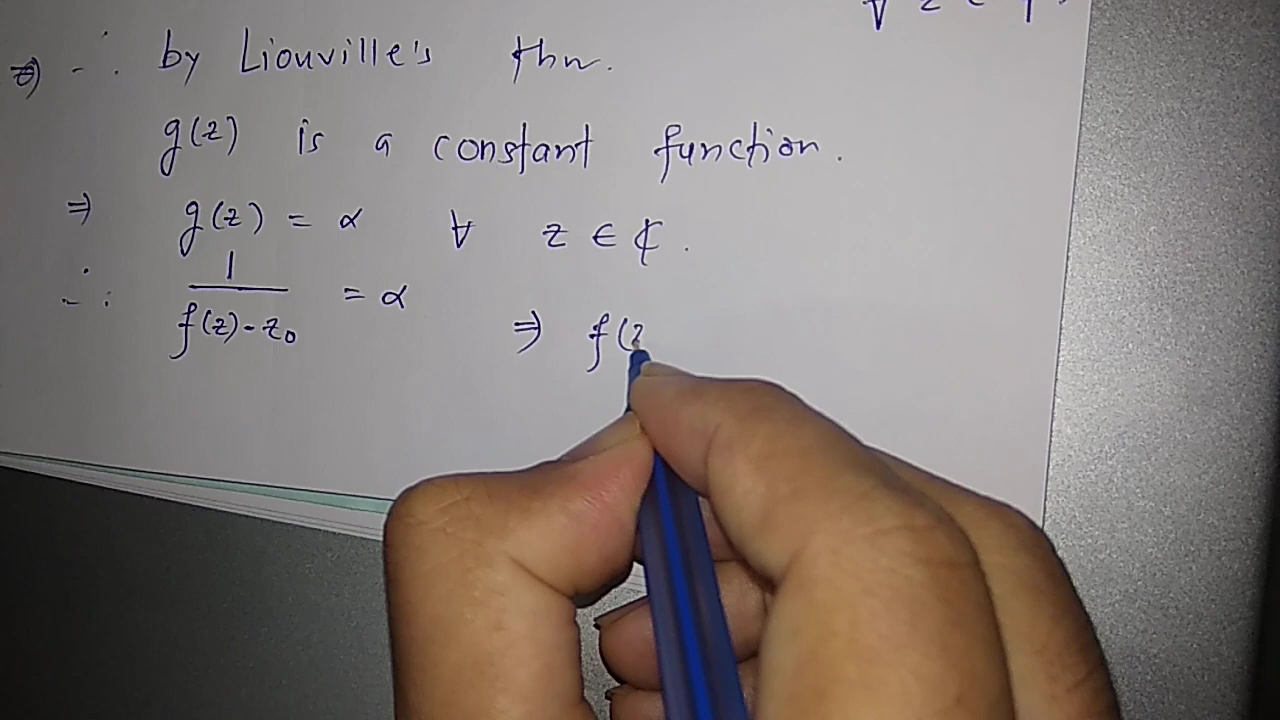 ∀ z ∈ ¢.
⇒ ∴ by Liouville's thm.
g(z) is a constant function.
⇒ g(z) = α ∀ z ∈ ¢.
∴ 1/(f(z)-z₀) = α ⇒ f(z